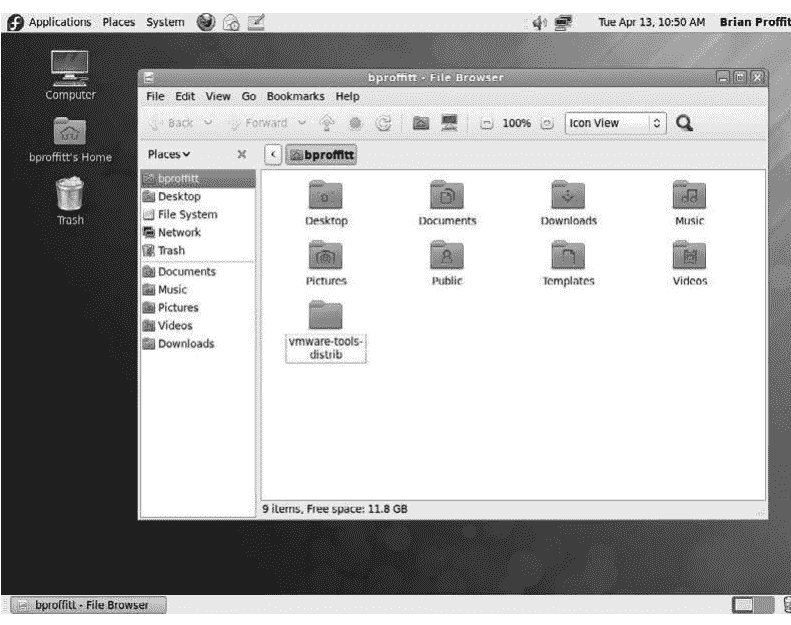 Applications Places System Tue Apr 13, 10:50 AM Brian Proffit
Computer
bproffitt's Home
Trash
bproffitt - File Browser
File Edit View Go Bookmarks Help
Back Forward 100% Icon View
Places bproffitt
bproffitt
Desktop
File System
Network
Trash
Documents
Music
Pictures
Videos
Downloads
Desktop Documents Downloads Music
Pictures Public Templates Videos
vmware-tools-
distrib
9 items, Free space: 11.8 GB
bproffitt - File Browser